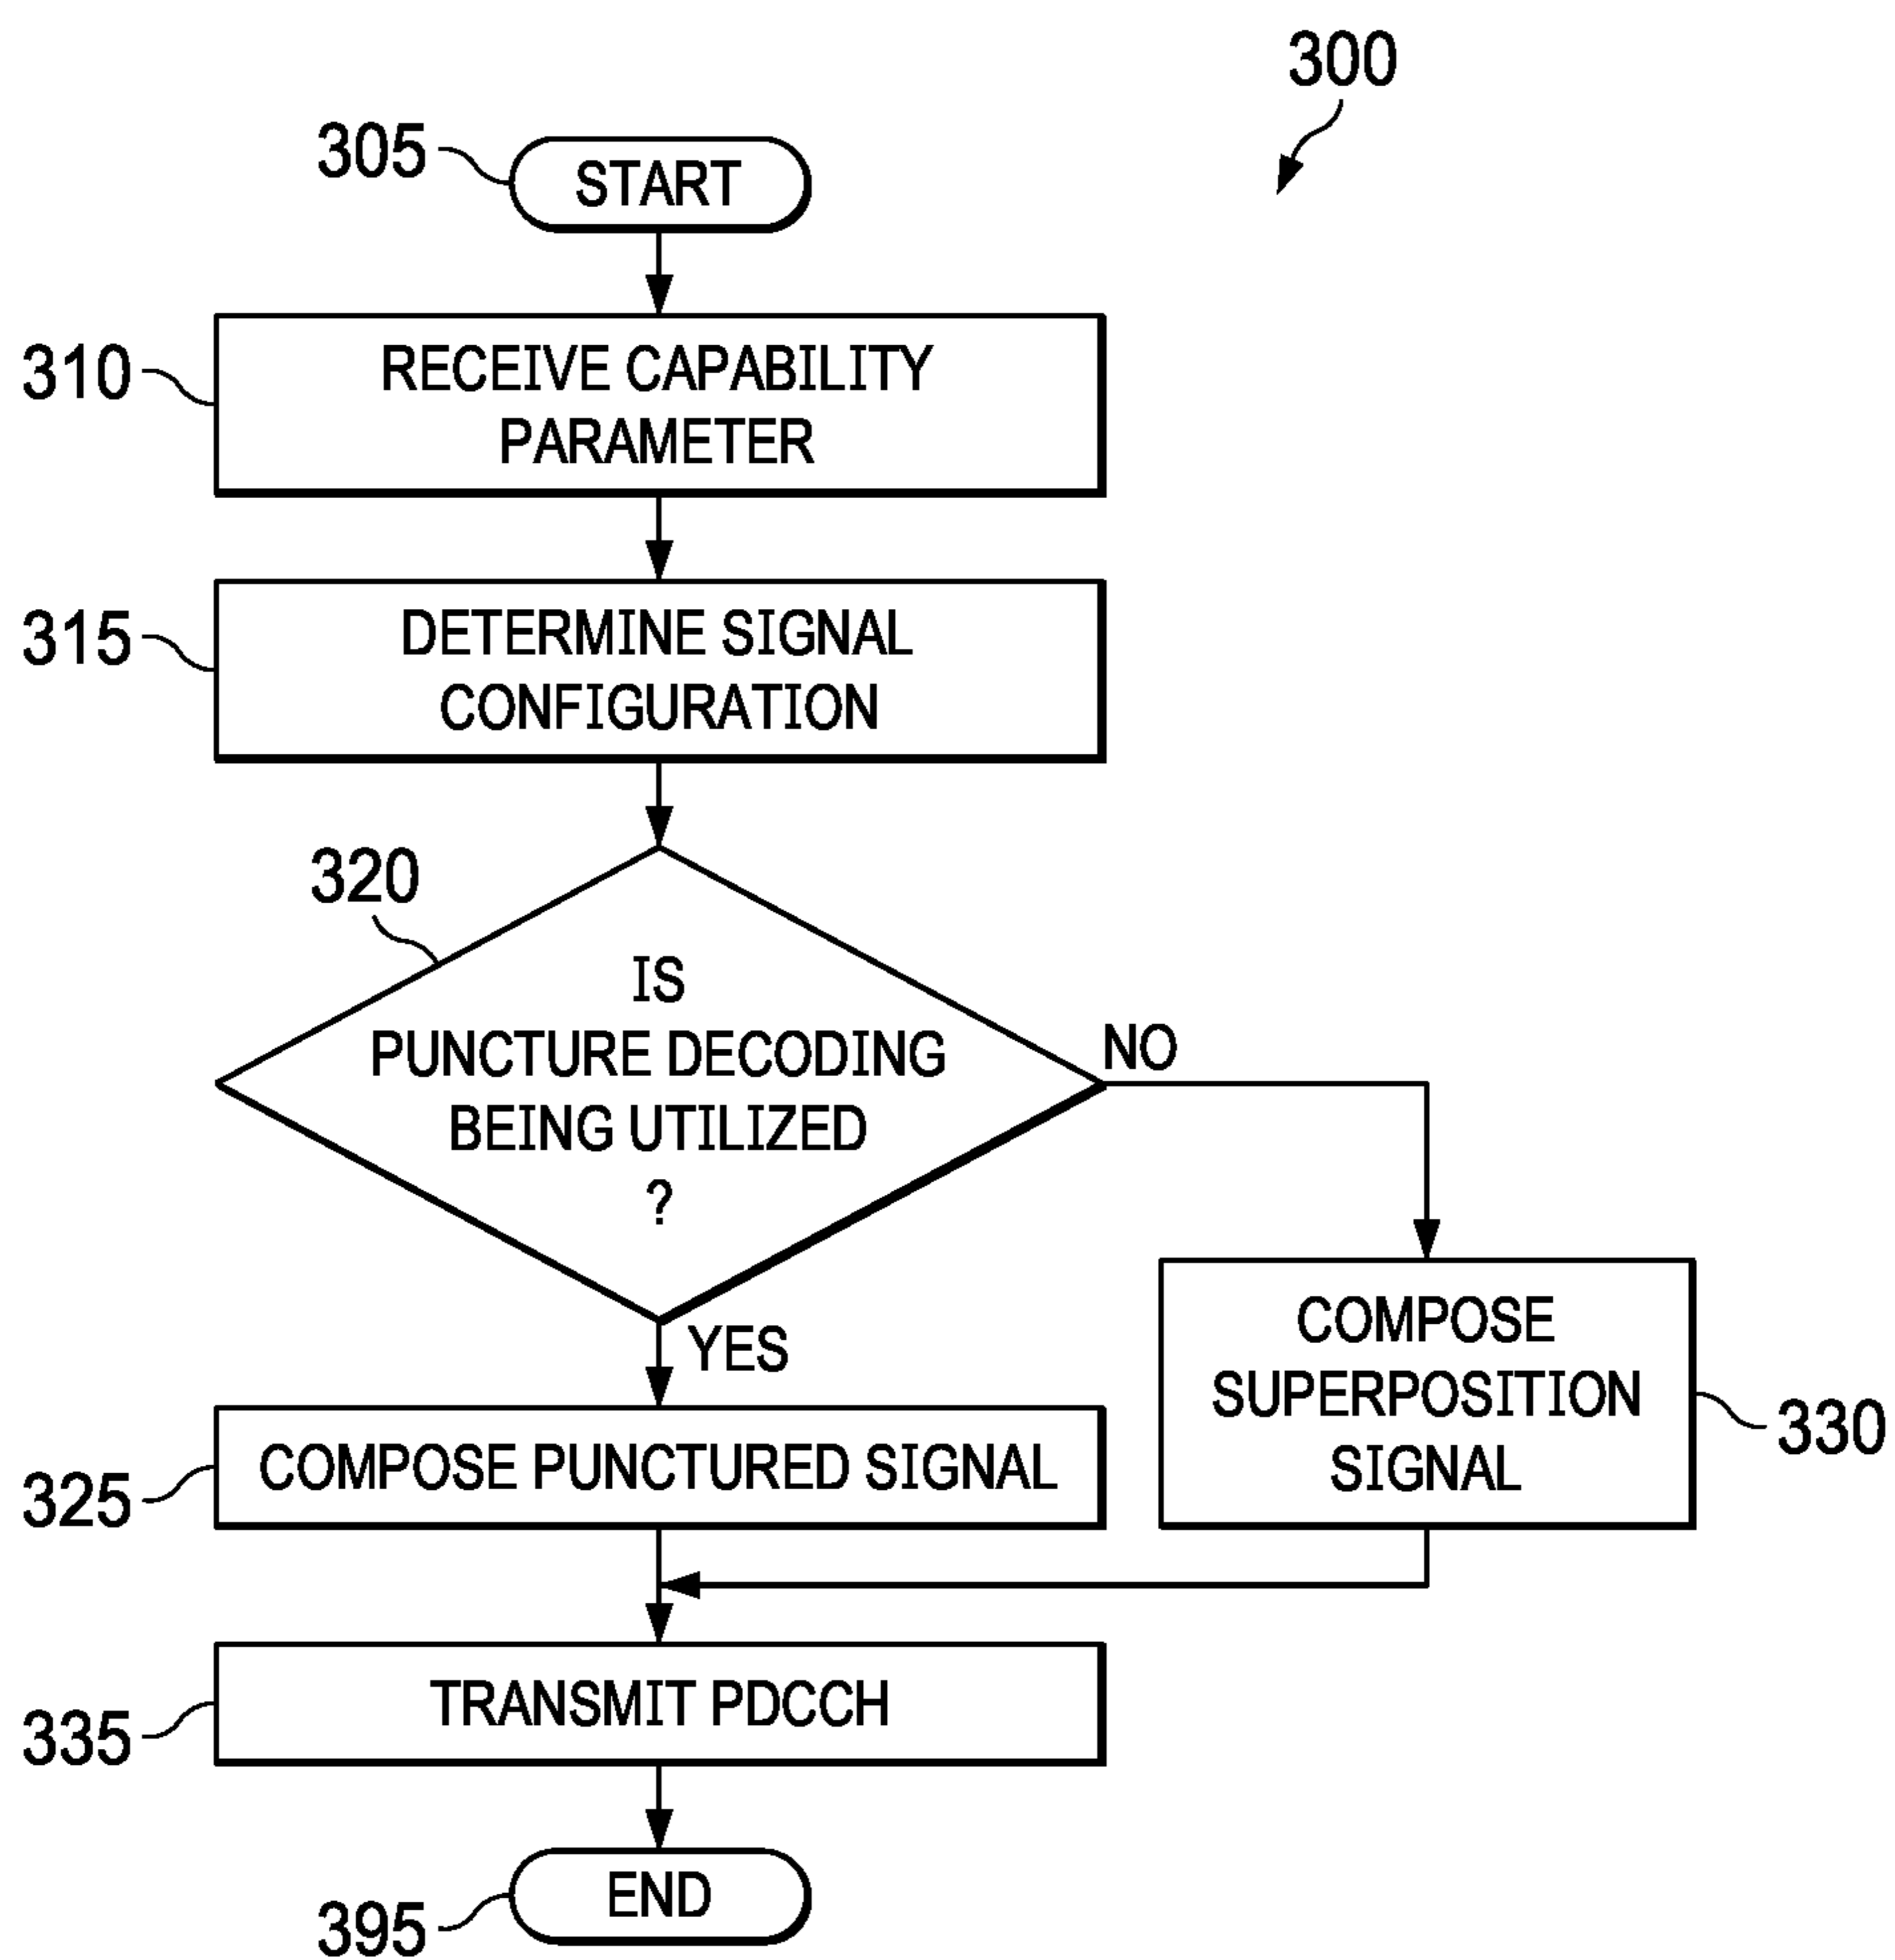 300
305
START
310
RECEIVE CAPABILITY
PARAMETER
315
DETERMINE SIGNAL
CONFIGURATION
320
IS
PUNCTURE DECODING
BEING UTILIZED
?
NO
YES
COMPOSE
SUPERPOSITION
SIGNAL
330
325
COMPOSE PUNCTURED SIGNAL
335
TRANSMIT PDCCH
395
END